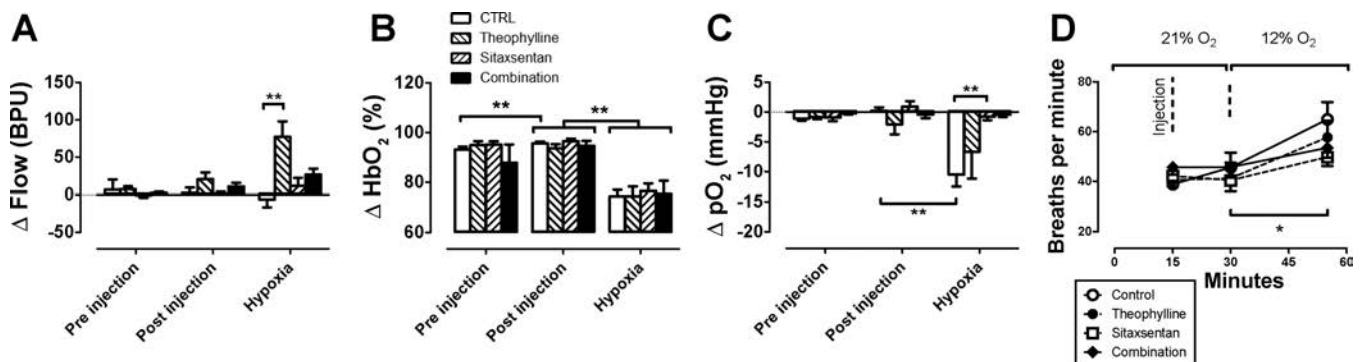 A
Δ Flow (BPU)
150
100
50
0
-50
**
Pre injection
Post injection
Hypoxia
B
CTRL
Theophylline
Sitaxsentan
Combination
Δ HbO2 (%)
120
100
80
60
**
**
Pre injection
Post injection
Hypoxia
C
Δ pO2 (mmHg)
5
0
-5
-10
-15
-20
**
**
Pre injection
Post injection
Hypoxia
D
21% O2
12% O2
Injection
Breaths per minute
80
60
40
20
*
0
15
30
45
60
Minutes
Control
Theophylline
Sitaxsentan
Combination